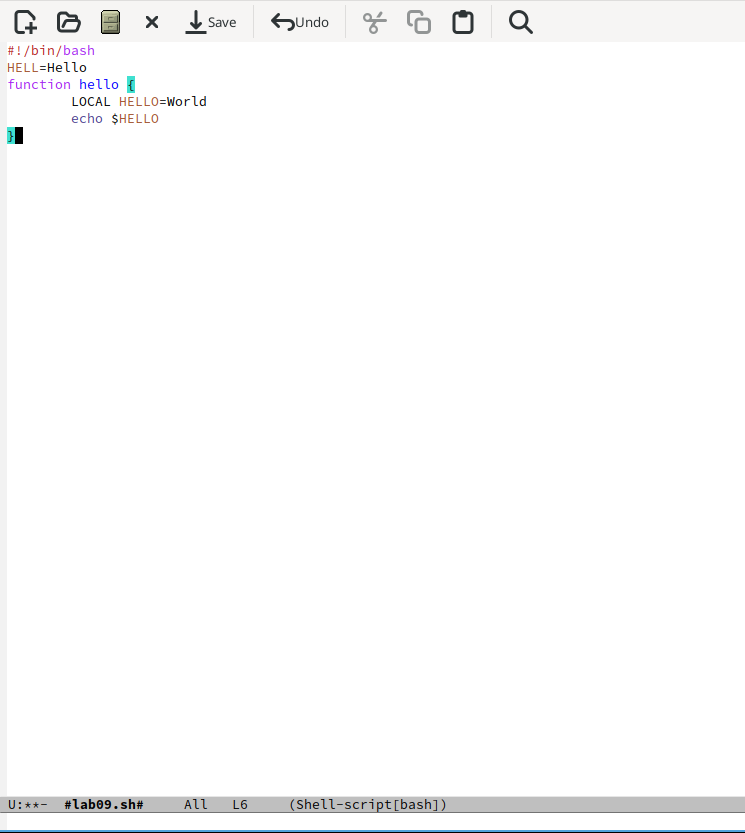 Save Undo
#!/bin/bash
HELL=Hello
function hello {
        LOCAL HELLO=World
        echo $HELLO
}
U:**-  #lab09.sh#     All   L6     (Shell-script[bash])